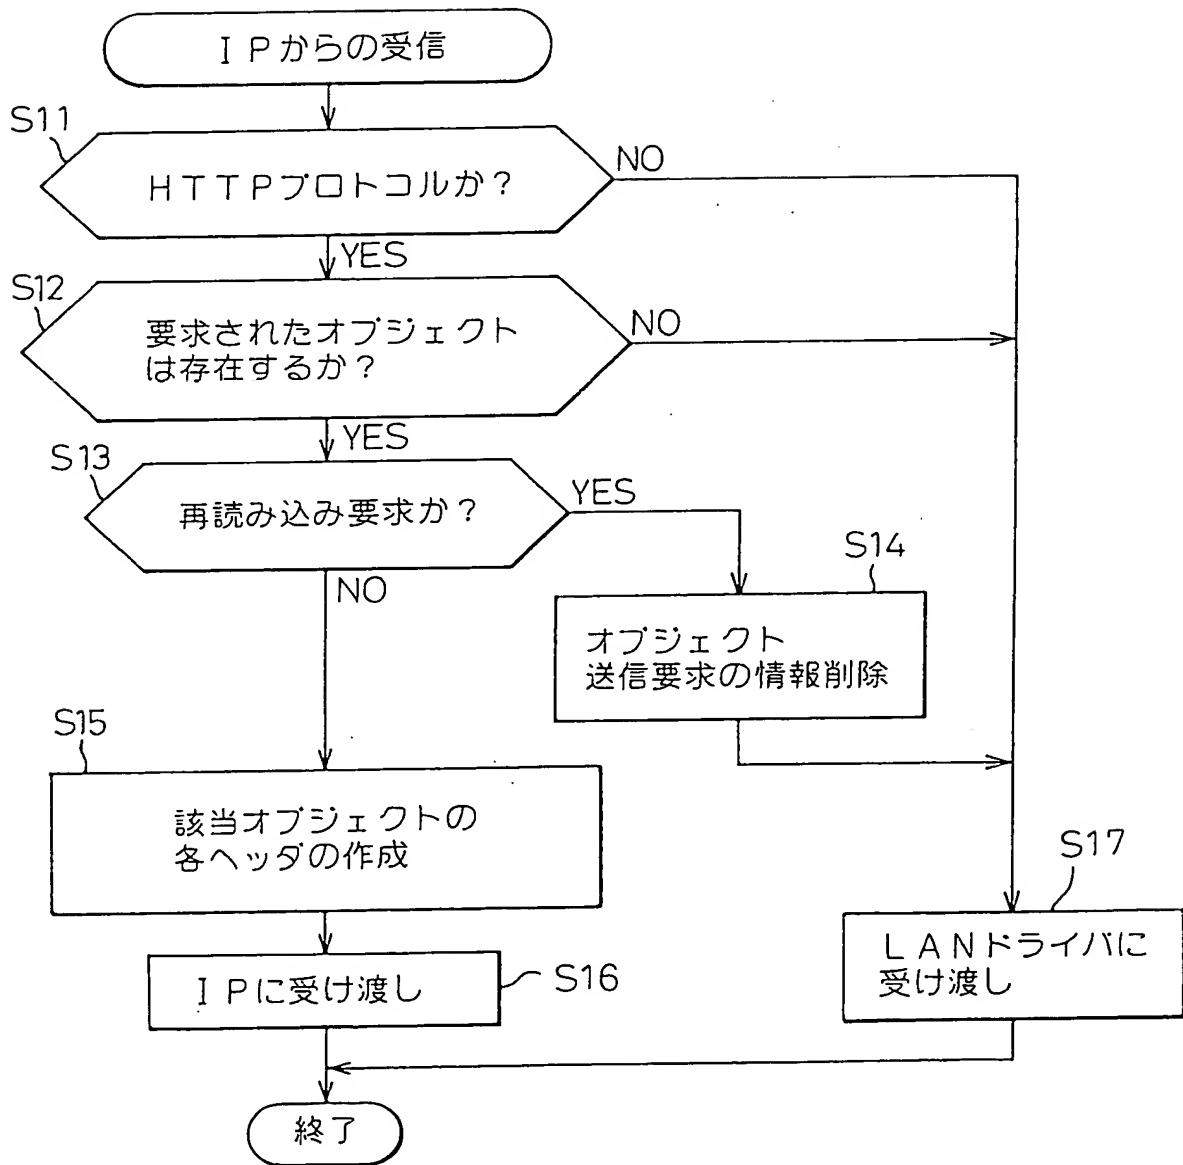 ＩＰからの受信
S11
ＨＴＴＰプロトコルか？
NO
YES
S12
要求されたオブジェクト
は存在するか？
NO
YES
S13
再読み込み要求か？
YES
NO
S14
オブジェクト
送信要求の情報削除
S15
該当オブジェクトの
各ヘッダの作成
S17
ＬＡＮドライバに
受け渡し
ＩＰに受け渡し
S16
終了